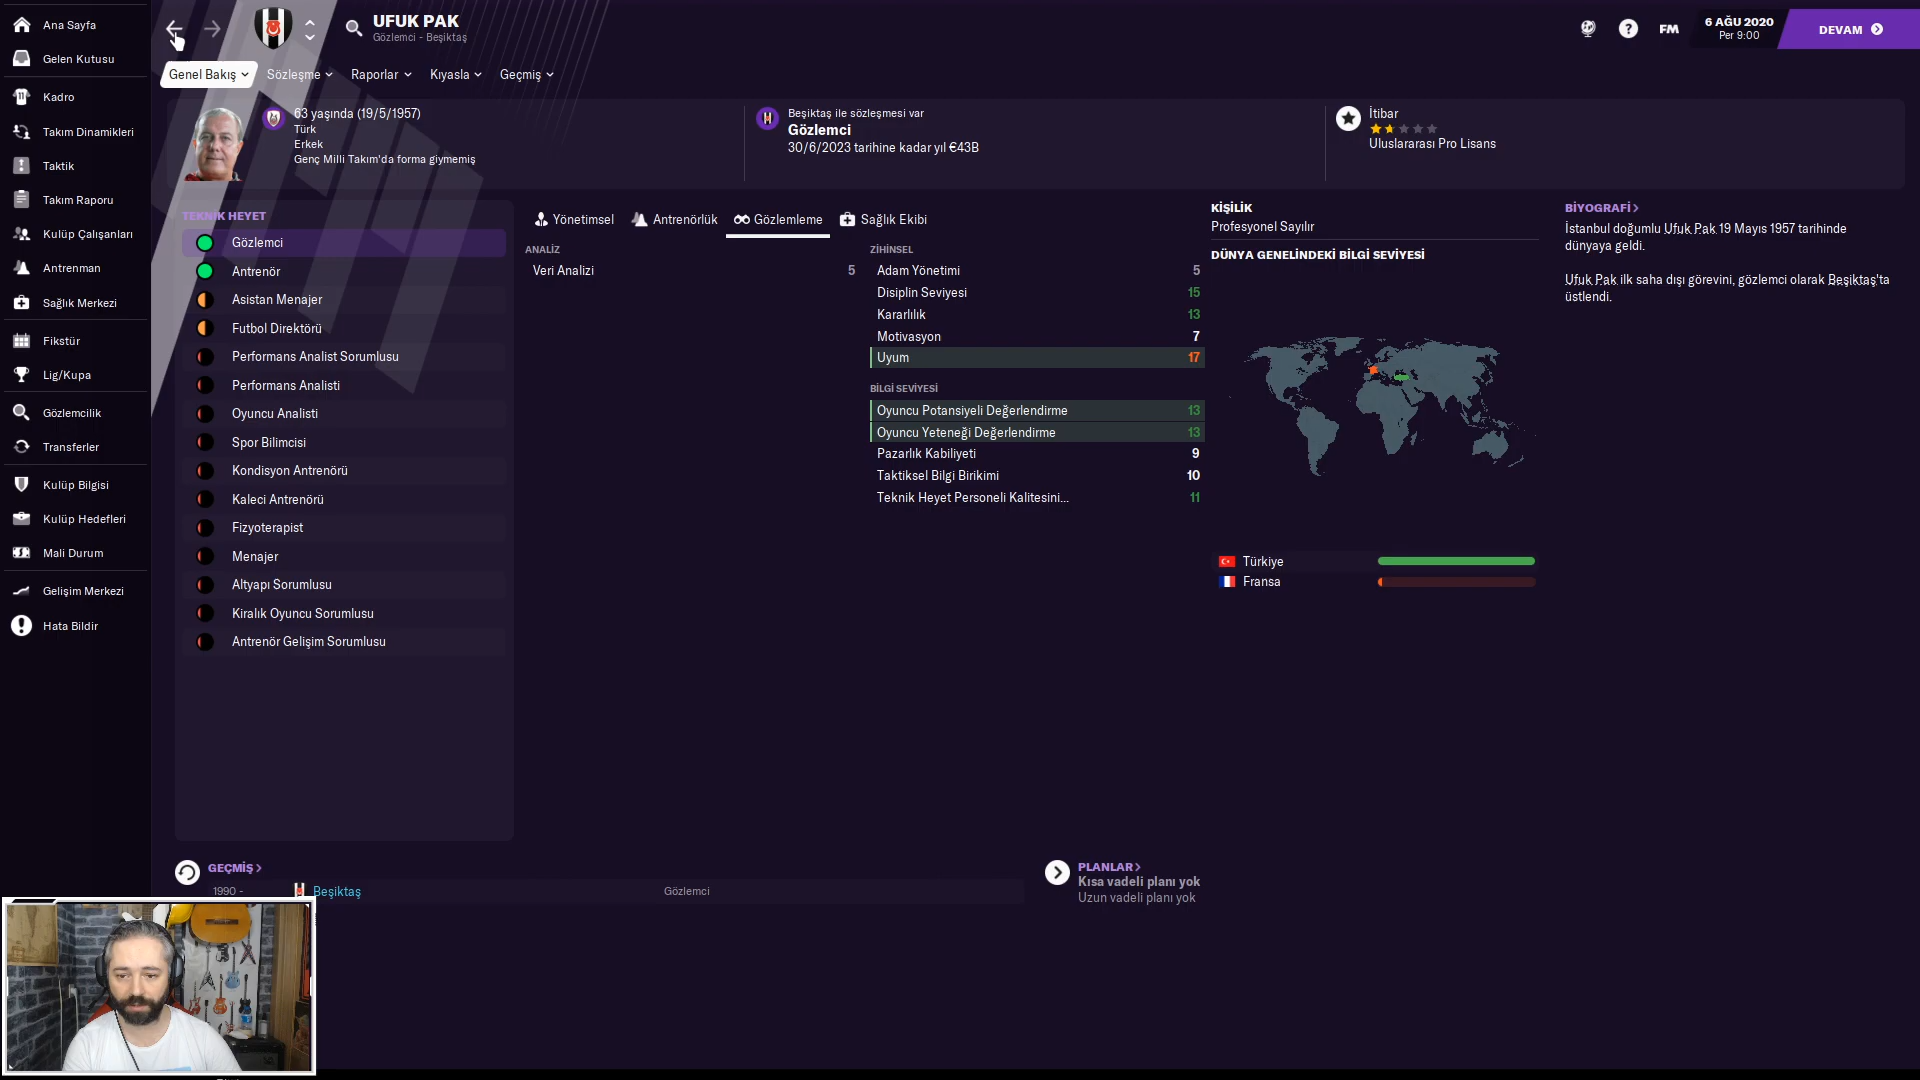 Ana Sayfa
Gelen Kutusu
Kadro
Takım Dinamikleri
Taktik
Takım Raporu
Kulüp Çalışanları
Antrenman
Sağlık Merkezi
Fikstür
Lig/Kupa
Gözlemcilik
Transferler
Kulüp Bilgisi
Kulüp Hedefleri
Mali Durum
Gelişim Merkezi
Hata Bildir
UFUK PAK
Gözlemci - Beşiktaş
FM
6 AĞU 2020
Per 9:00
DEVAM
Genel Bakış
Sözleşme
Raporlar
Kıyasla
Geçmiş
63 yaşında (19/5/1957)
Türk
Erkek
Genç Milli Takım'da forma giymemiş
Beşiktaş ile sözleşmesi var
Gözlemci
30/6/2023 tarihine kadar yıl €43B
İtibar
Uluslararası Pro Lisans
TEKNİK HEYET
Gözlemci
Antrenör
Asistan Menajer
Futbol Direktörü
Performans Analist Sorumlusu
Performans Analisti
Oyuncu Analisti
Spor Bilimcisi
Kondisyon Antrenörü
Kaleci Antrenörü
Fizyoterapist
Menajer
Altyapı Sorumlusu
Kiralık Oyuncu Sorumlusu
Antrenör Gelişim Sorumlusu
Yönetimsel
Antrenörlük
Gözlemleme
Sağlık Ekibi
ANALİZ
Veri Analizi 5
ZİHİNSEL
Adam Yönetimi 5
Disiplin Seviyesi 15
Kararlılık 13
Motivasyon 7
Uyum 17
BİLGİ SEVİYESİ
Oyuncu Potansiyeli Değerlendirme 13
Oyuncu Yeteneği Değerlendirme 13
Pazarlık Kabiliyeti 9
Taktiksel Bilgi Birikimi 10
Teknik Heyet Personeli Kalitesini... 11
KİŞİLİK
Profesyonel Sayılır
DÜNYA GENELİNDEKİ BİLGİ SEVİYESİ
Türkiye
Fransa
BİYOGRAFİ>
İstanbul doğumlu Ufuk Pak 19 Mayıs 1957 tarihinde
dünyaya geldi.
Ufuk Pak ilk saha dışı görevini, gözlemci olarak Beşiktaş'ta
üstlendi.
GEÇMİŞ>
1990 - Beşiktaş Gözlemci
PLANLAR>
Kısa vadeli planı yok
Uzun vadeli planı yok